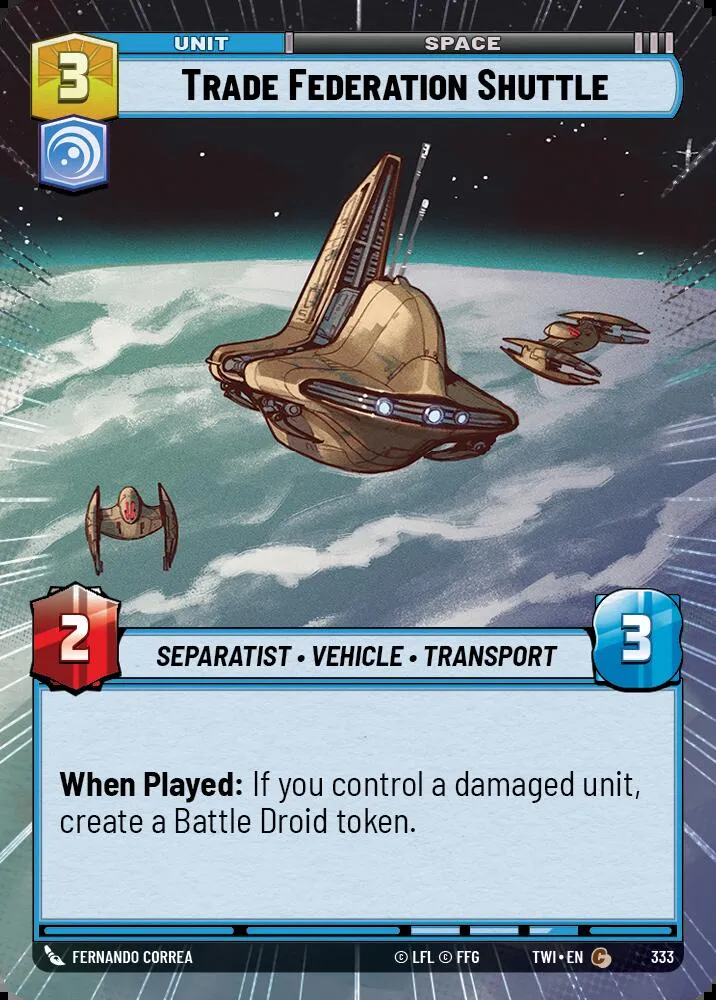 UNIT
SPACE
3
TRADE FEDERATION SHUTTLE
2
SEPARATIST • VEHICLE • TRANSPORT
3
When Played: If you control a damaged unit,
create a Battle Droid token.
FERNANDO CORREA
© LFL © FFG
TWI • EN
C
333